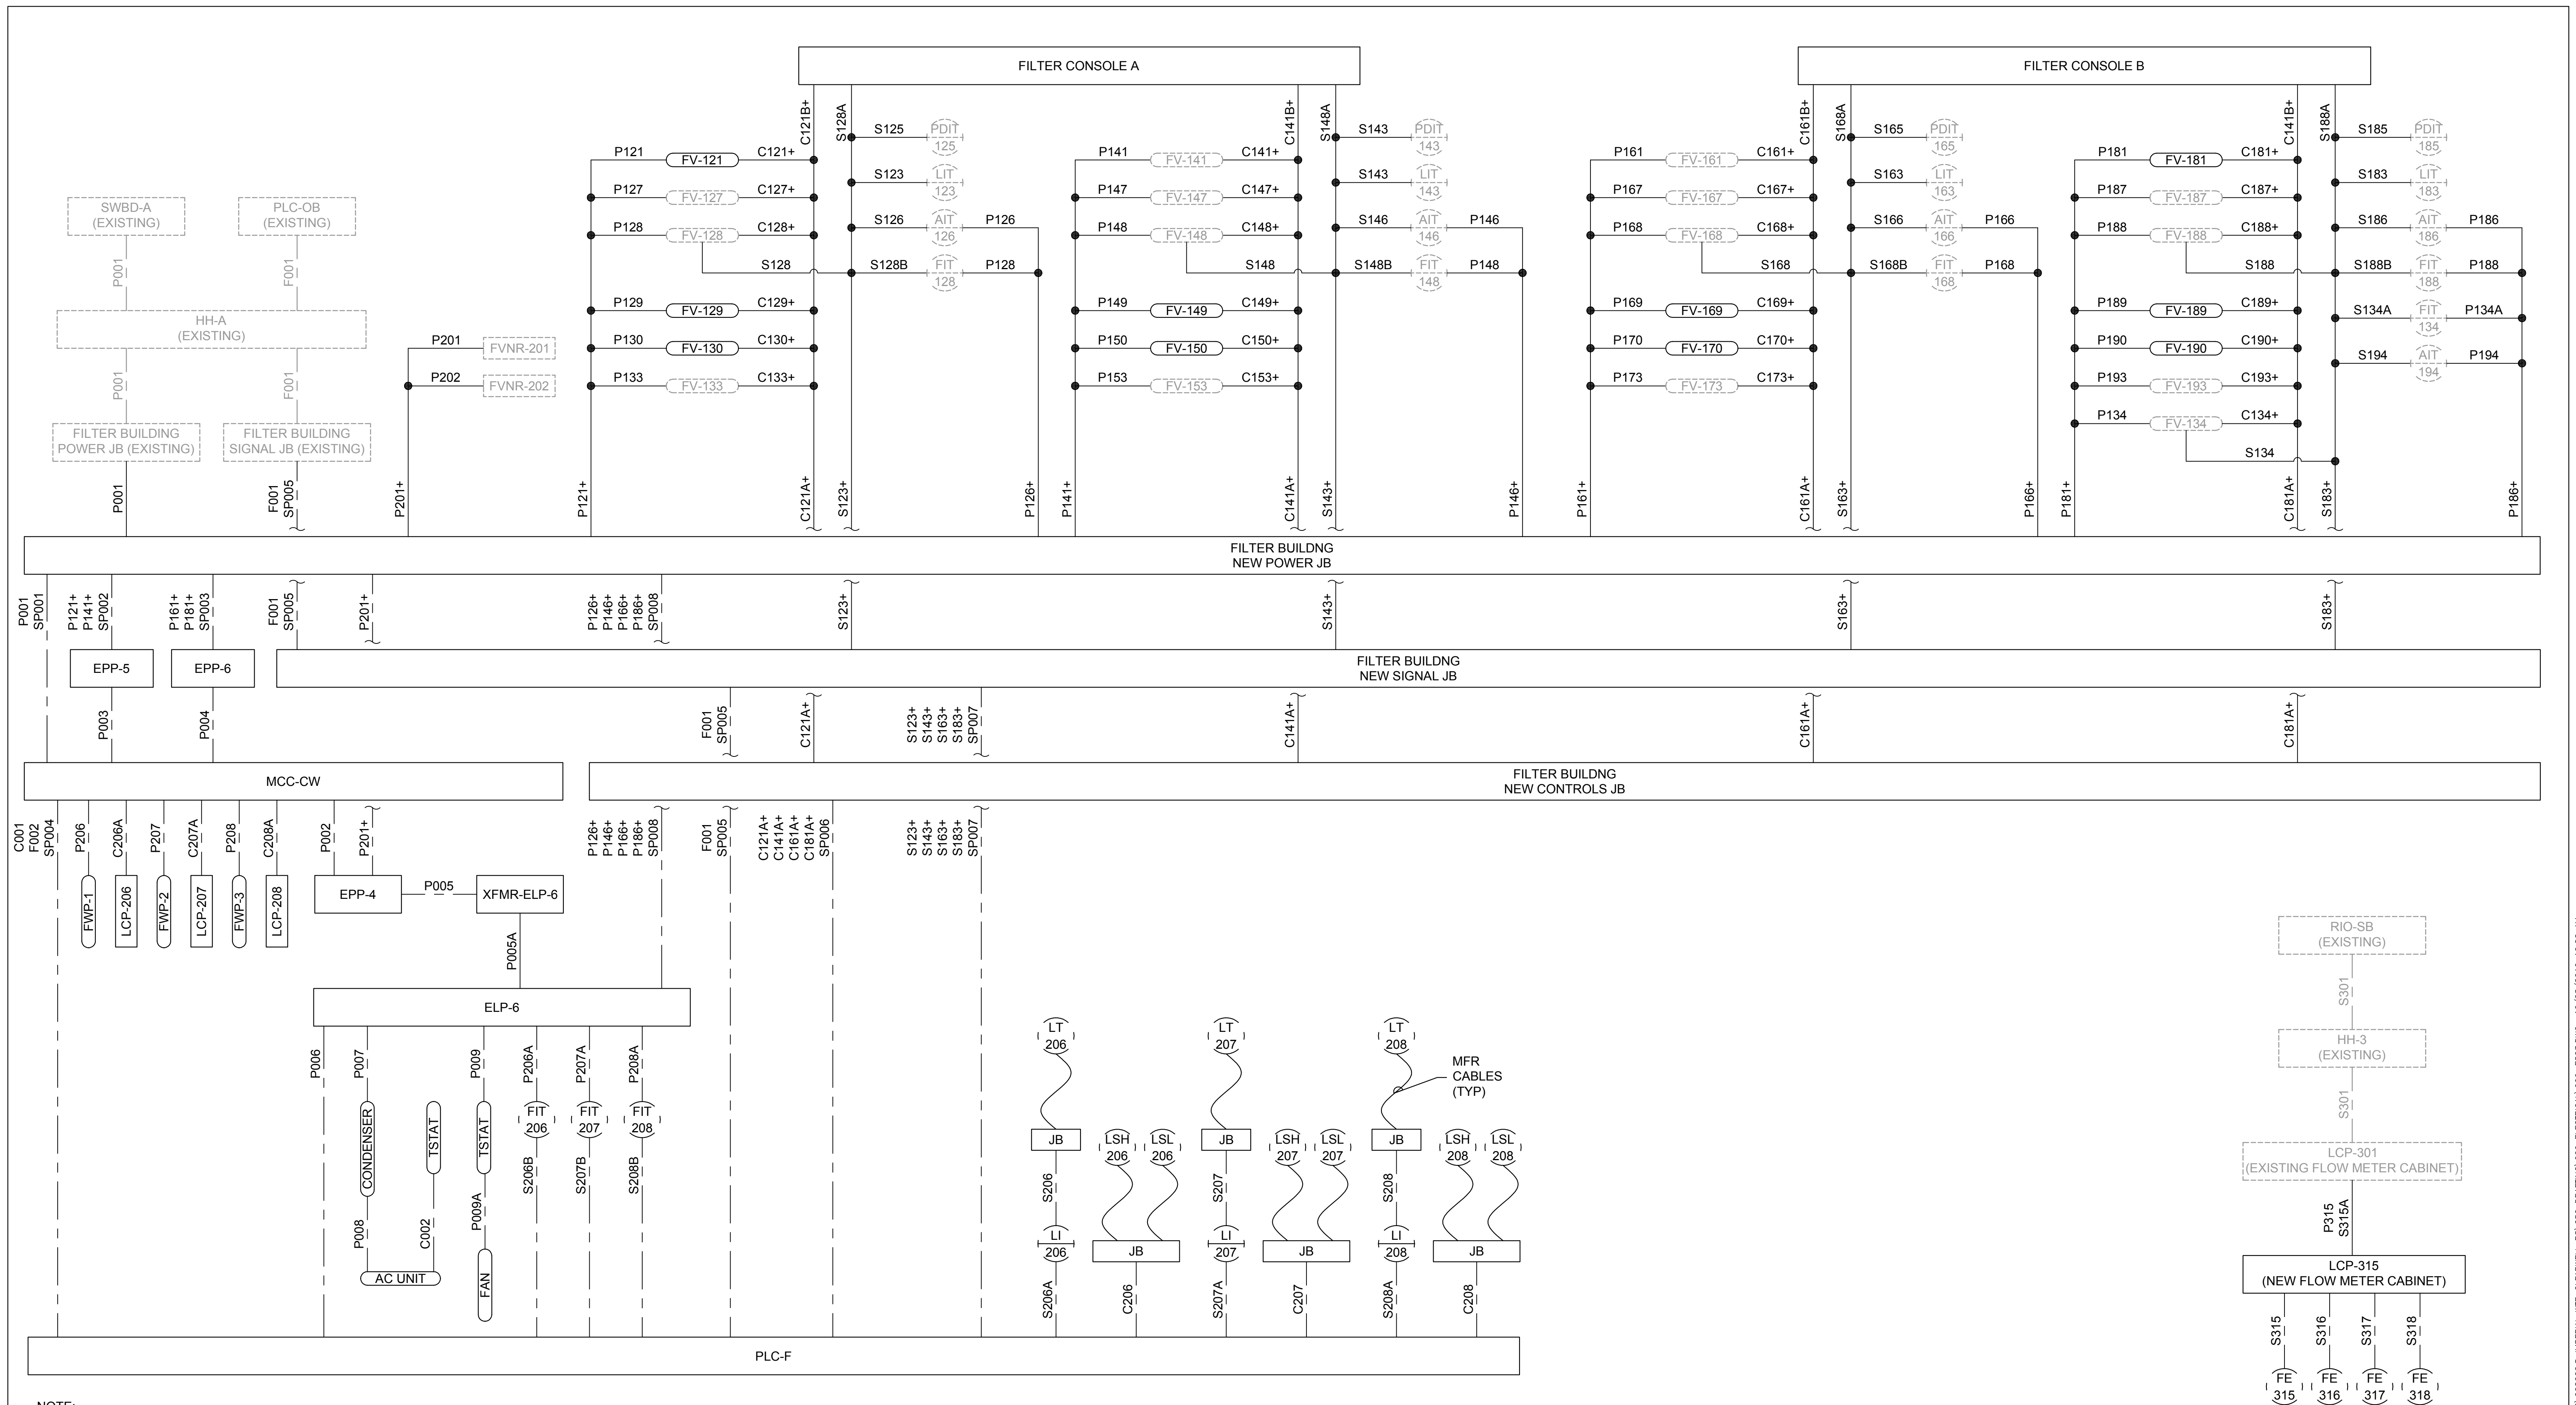 FILTER CONSOLE A
FILTER CONSOLE B
C121B+
S128A
C141B+
S148A
C161B+
S168A
C141B+
S188A
S125
PDIT
125
S143
PDIT
143
S165
PDIT
165
S185
PDIT
185
P121
FV-121
C121+
P141
FV-141
C141+
P161
FV-161
C161+
P181
FV-181
C181+
S123
LIT
123
S143
LIT
143
S163
LIT
163
S183
LIT
183
P127
FV-127
C127+
P147
FV-147
C147+
P167
FV-167
C167+
P187
FV-187
C187+
S126
AIT
126
P126
S146
AIT
146
P146
S166
AIT
166
P166
S186
AIT
186
P186
P128
FV-128
C128+
P148
FV-148
C148+
P168
FV-168
C168+
P188
FV-188
C188+
S128
S128B
FIT
128
P128
S148
S148B
FIT
148
P148
S168
S168B
FIT
168
P168
S188
S188B
FIT
188
P188
P129
FV-129
C129+
P149
FV-149
C149+
P169
FV-169
C169+
P189
FV-189
C189+
S134A
FIT
134
P134A
P130
FV-130
C130+
P150
FV-150
C150+
P170
FV-170
C170+
P190
FV-190
C190+
S194
AIT
194
P194
P133
FV-133
C133+
P153
FV-153
C153+
P173
FV-173
C173+
P193
FV-193
C193+
P134
FV-134
C134+
S134
SWBD-A
(EXISTING)
PLC-OB
(EXISTING)
P001
F001
HH-A
(EXISTING)
P001
F001
P201
FVNR-201
P202
FVNR-202
FILTER BUILDING
POWER JB (EXISTING)
FILTER BUILDING
SIGNAL JB (EXISTING)
P001
F001
SP005
P201+
P121+
C121A+
S123+
P126+
P141+
C141A+
S143+
P146+
P161+
C161A+
S163+
P166+
P181+
C181A+
S183+
P186+
FILTER BUILDNG
NEW POWER JB
P001
SP001
P121+
P141+
SP002
P161+
P181+
SP003
F001
SP005
P201+
P126+
P146+
P166+
P186+
SP008
S123+
S143+
S163+
S183+
EPP-5
EPP-6
FILTER BUILDNG
NEW SIGNAL JB
P003
P004
F001
SP005
C121A+
S123+
S143+
S163+
S183+
SP007
C141A+
C161A+
C181A+
MCC-CW
FILTER BUILDNG
NEW CONTROLS JB
C001
F002
SP004
P206
C206A
P207
C207A
P208
C208A
P002
P201+
P126+
P146+
P166+
P186+
SP008
F001
SP005
C121A+
C141A+
C161A+
C181A+
SP006
S123+
S143+
S163+
S183+
SP007
FWP-1
LCP-206
FWP-2
LCP-207
FWP-3
LCP-208
EPP-4
P005
XFMR-ELP-6
P005A
ELP-6
P006
P007
P009
P206A
P207A
P208A
CONDENSER
TSTAT
TSTAT
FIT
206
FIT
207
FIT
208
P008
C002
P009A
S206B
S207B
S208B
AC UNIT
FAN
LT
206
LT
207
LT
208
MFR
CABLES
(TYP)
JB
LSH
206
LSL
206
JB
LSH
207
LSL
207
JB
LSH
208
LSL
208
S206
S207
S208
LI
206
JB
LI
207
JB
LI
208
JB
S206A
C206
S207A
C207
S208A
C208
PLC-F
RIO-SB
(EXISTING)
S301
HH-3
(EXISTING)
S301
LCP-301
(EXISTING FLOW METER CABINET)
P315
S315A
LCP-315
(NEW FLOW METER CABINET)
S315
S316
S317
S318
FE
315
FE
316
FE
317
FE
318
NOTE: